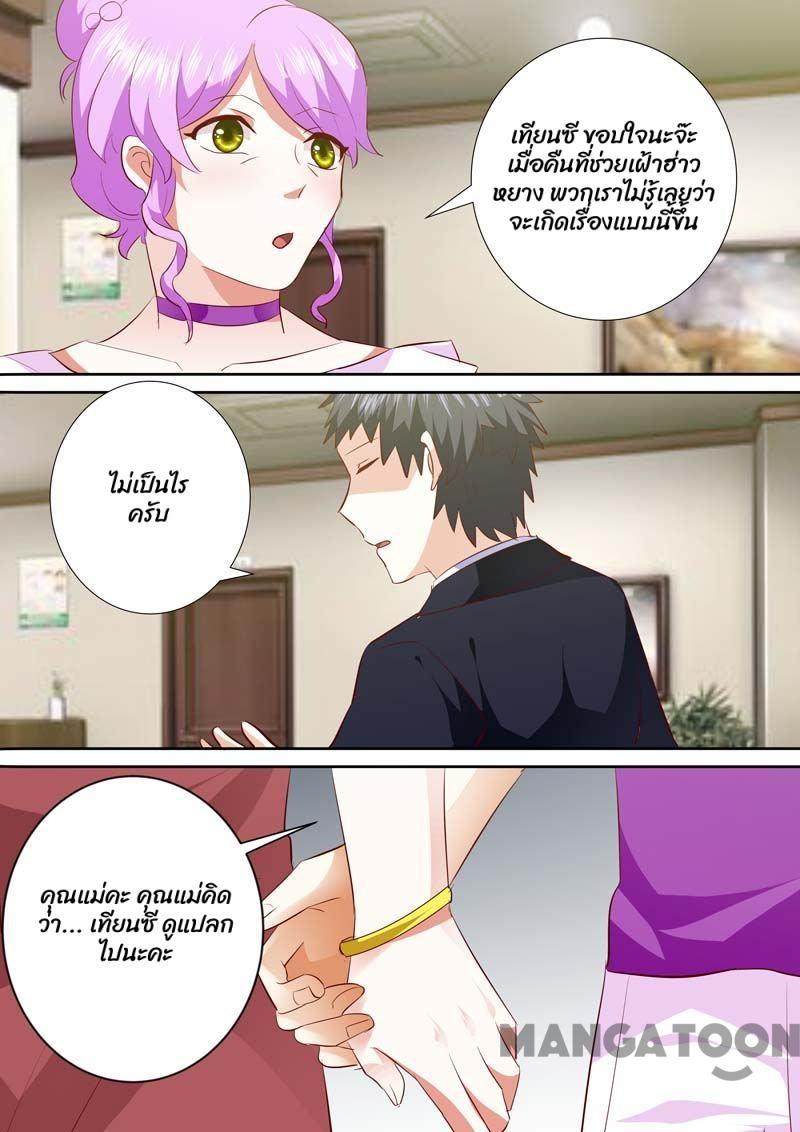 เทียนซี ขอบใจนะจ๊ะ
เมื่อคืนที่ช่วยเฝ้าฮ่าว
หยาง พวกเราไม่รู้เลยว่า
จะเกิดเรื่องแบบนี้ขึ้น
ไม่เป็นไร
ครับ
คุณแม่คะ คุณแม่คิด
ว่า... เทียนซี ดูแปลก
ไปนะคะ
MANGATOON